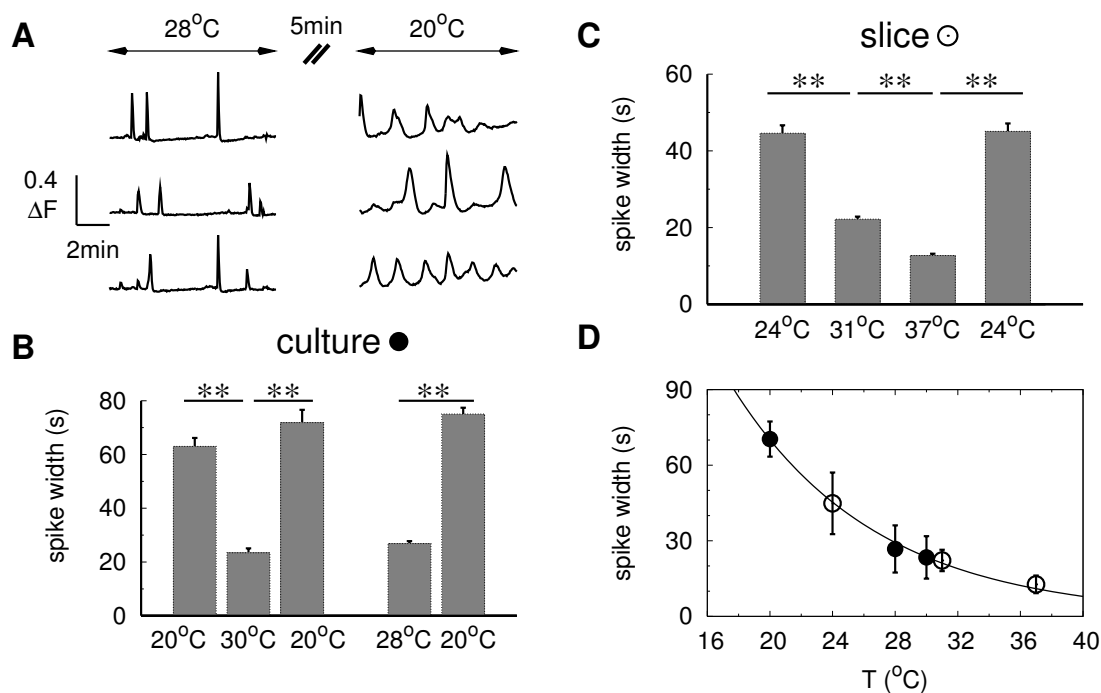 A
28°C
5min
20°C
0.4
ΔF
2min
B
culture
spike width (s)
80
60
40
20
0
**
**
**
20°C
30°C
20°C
28°C
20°C
C
slice
spike width (s)
60
40
20
0
**
**
**
24°C
31°C
37°C
24°C
D
spike width (s)
90
60
30
0
16
20
24
28
32
36
40
T (°C)